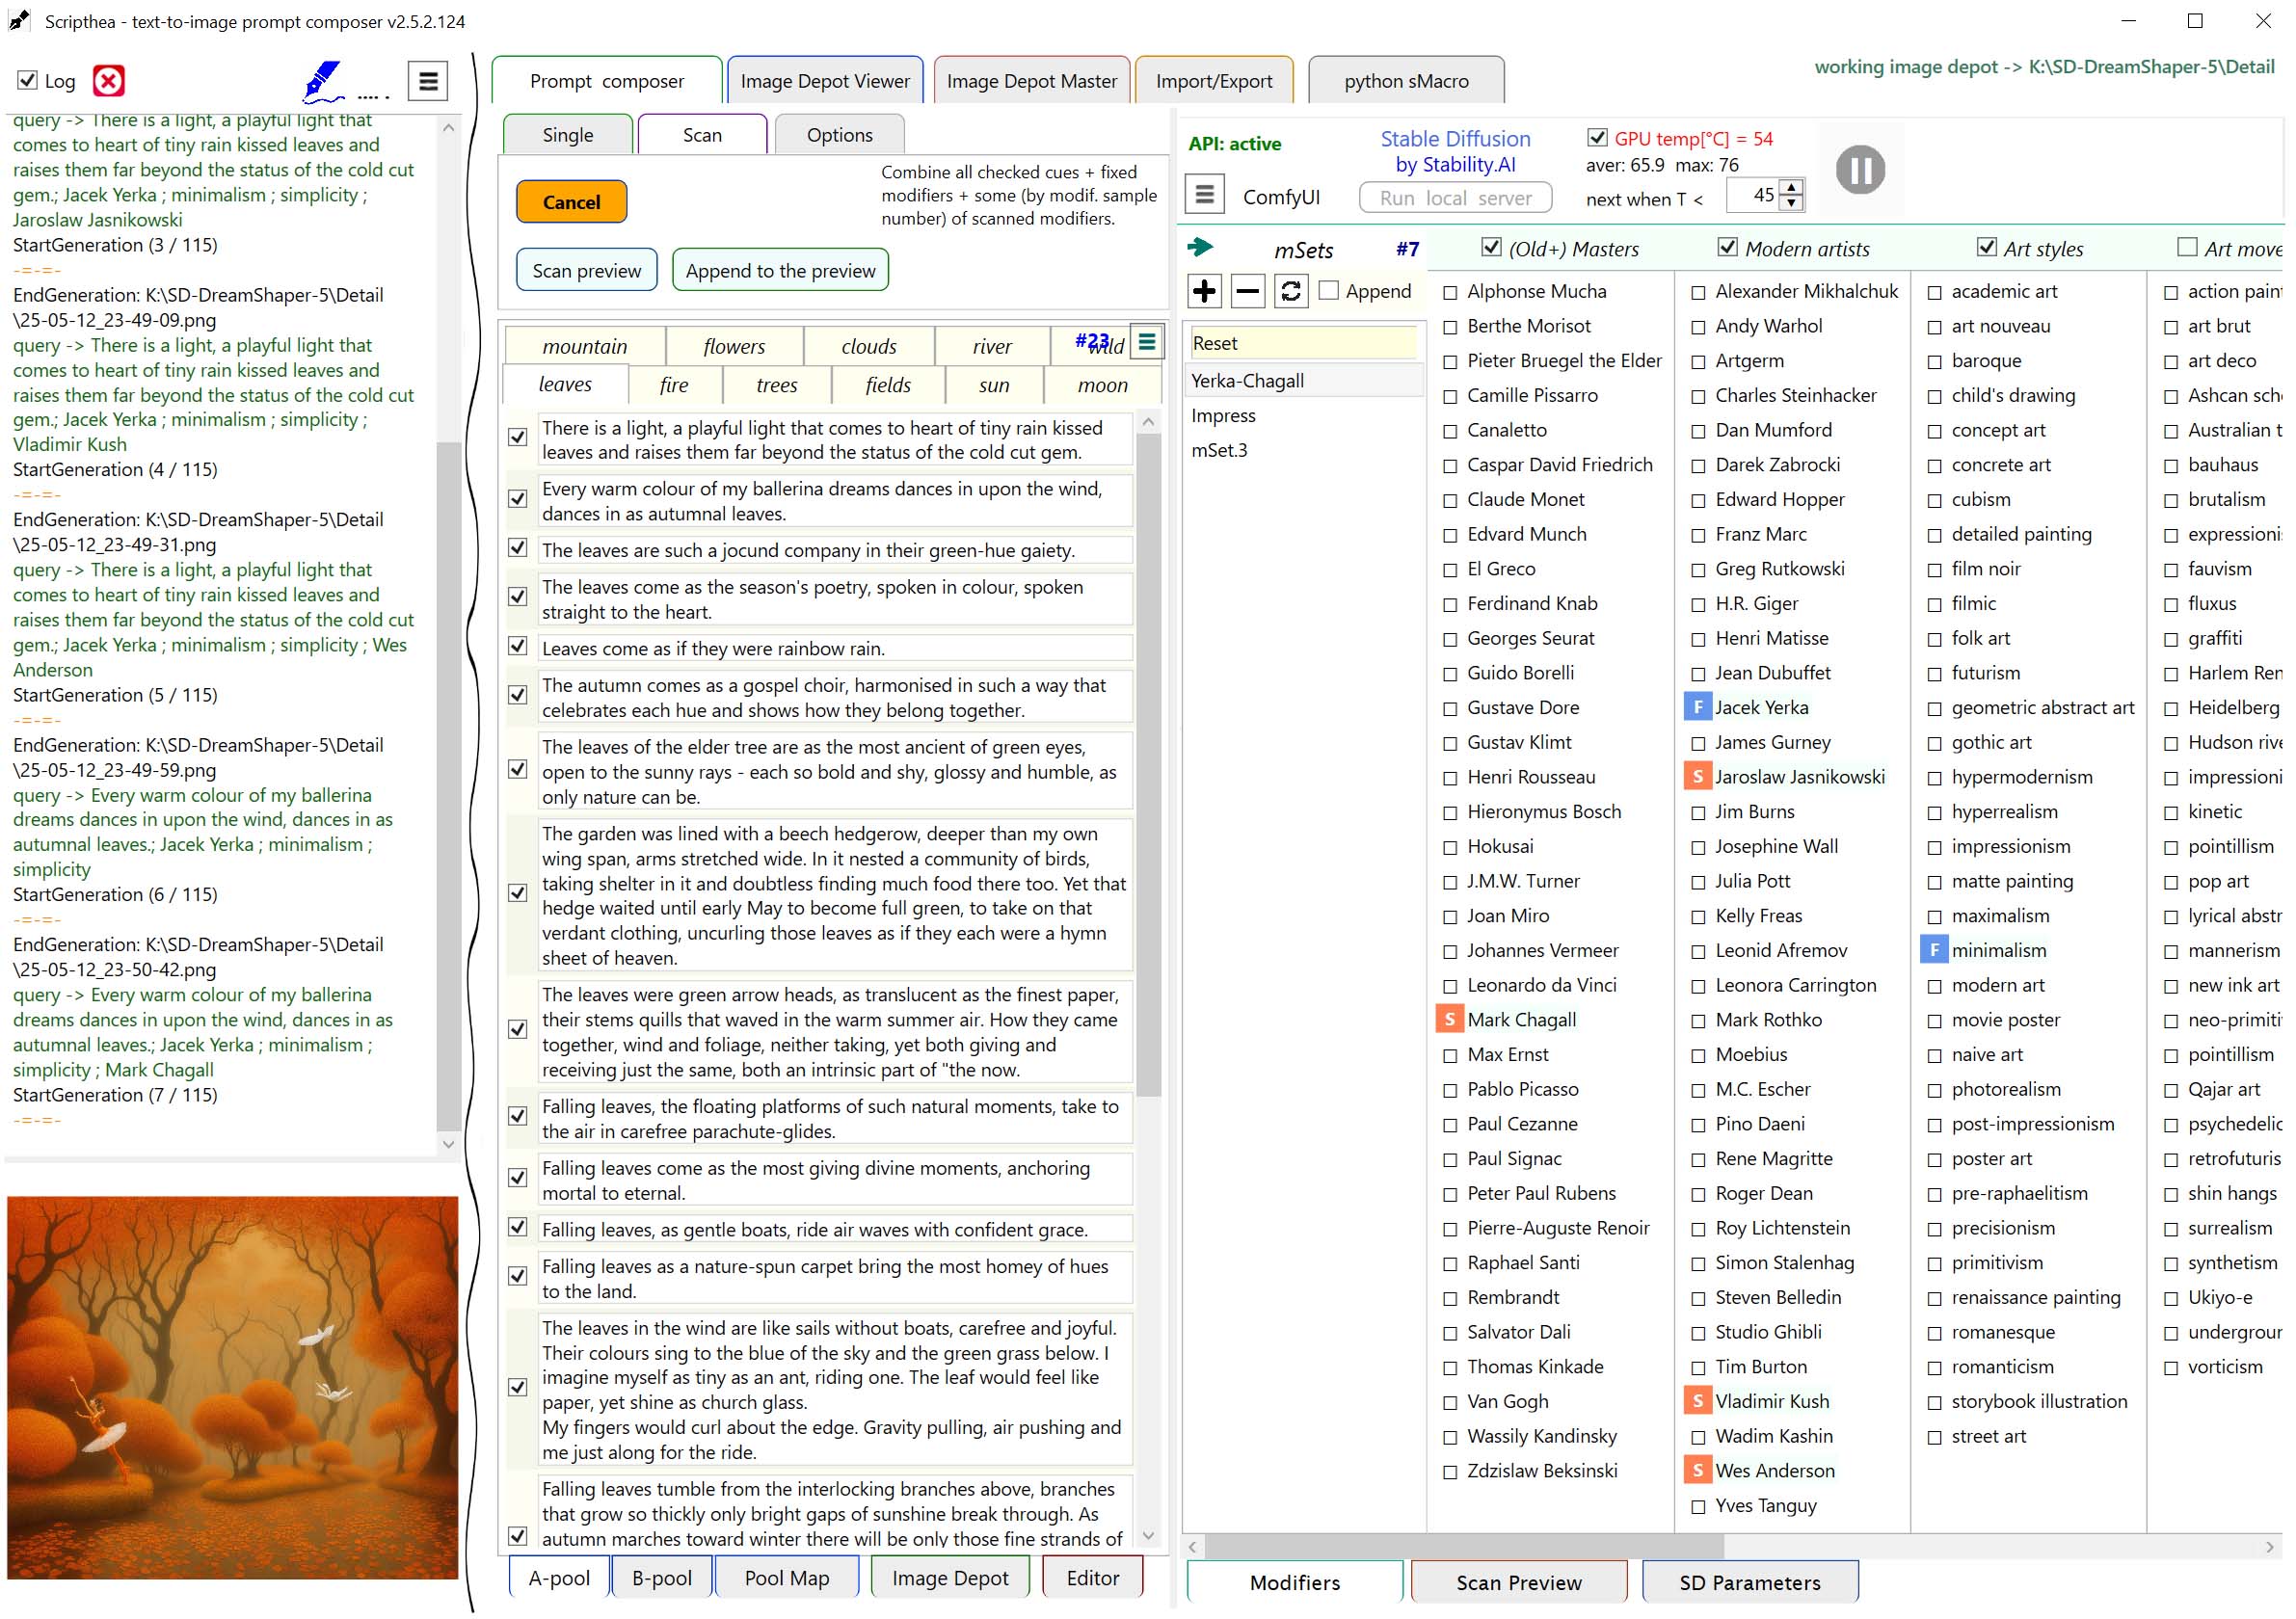 Scripthea - text-to-image prompt composer v2.5.2.124
Log
.... .
query -> There is a light, a playful light that
comes to heart of tiny rain kissed leaves and
raises them far beyond the status of the cold cut
gem.; Jacek Yerka ; minimalism ; simplicity ;
Jaroslaw Jasnikowski
StartGeneration (3 / 115)
-=-=-
EndGeneration: K:\SD-DreamShaper-5\Detail
\25-05-12_23-49-09.png
query -> There is a light, a playful light that
comes to heart of tiny rain kissed leaves and
raises them far beyond the status of the cold cut
gem.; Jacek Yerka ; minimalism ; simplicity ;
Vladimir Kush
StartGeneration (4 / 115)
-=-=-
EndGeneration: K:\SD-DreamShaper-5\Detail
\25-05-12_23-49-31.png
query -> There is a light, a playful light that
comes to heart of tiny rain kissed leaves and
raises them far beyond the status of the cold cut
gem.; Jacek Yerka ; minimalism ; simplicity ; Wes
Anderson
StartGeneration (5 / 115)
-=-=-
EndGeneration: K:\SD-DreamShaper-5\Detail
\25-05-12_23-49-59.png
query -> Every warm colour of my ballerina
dreams dances in upon the wind, dances in as
autumnal leaves.; Jacek Yerka ; minimalism ;
simplicity
StartGeneration (6 / 115)
-=-=-
EndGeneration: K:\SD-DreamShaper-5\Detail
\25-05-12_23-50-42.png
query -> Every warm colour of my ballerina
dreams dances in upon the wind, dances in as
autumnal leaves.; Jacek Yerka ; minimalism ;
simplicity ; Mark Chagall
StartGeneration (7 / 115)
-=-=-
Prompt composer
Image Depot Viewer
Image Depot Master
Import/Export
python sMacro
working image depot -> K:\SD-DreamShaper-5\Detail
Single
Scan
Options
Cancel
Combine all checked cues + fixed
modifiers + some (by modif. sample
number) of scanned modifiers.
Scan preview
Append to the preview
mountain
flowers
clouds
river
wild
#23
leaves
fire
trees
fields
sun
moon
There is a light, a playful light that comes to heart of tiny rain kissed
leaves and raises them far beyond the status of the cold cut gem.
Every warm colour of my ballerina dreams dances in upon the wind,
dances in as autumnal leaves.
The leaves are such a jocund company in their green-hue gaiety.
The leaves come as the season's poetry, spoken in colour, spoken
straight to the heart.
Leaves come as if they were rainbow rain.
The autumn comes as a gospel choir, harmonised in such a way that
celebrates each hue and shows how they belong together.
The leaves of the elder tree are as the most ancient of green eyes,
open to the sunny rays - each so bold and shy, glossy and humble, as
only nature can be.
The garden was lined with a beech hedgerow, deeper than my own
wing span, arms stretched wide. In it nested a community of birds,
taking shelter in it and doubtless finding much food there too. Yet that
hedge waited until early May to become full green, to take on that
verdant clothing, uncurling those leaves as if they each were a hymn
sheet of heaven.
The leaves were green arrow heads, as translucent as the finest paper,
their stems quills that waved in the warm summer air. How they came
together, wind and foliage, neither taking, yet both giving and
receiving just the same, both an intrinsic part of "the now.
Falling leaves, the floating platforms of such natural moments, take to
the air in carefree parachute-glides.
Falling leaves come as the most giving divine moments, anchoring
mortal to eternal.
Falling leaves, as gentle boats, ride air waves with confident grace.
Falling leaves as a nature-spun carpet bring the most homey of hues
to the land.
The leaves in the wind are like sails without boats, carefree and joyful.
Their colours sing to the blue of the sky and the green grass below. I
imagine myself as tiny as an ant, riding one. The leaf would feel like
paper, yet shine as church glass.
My fingers would curl about the edge. Gravity pulling, air pushing and
me just along for the ride.
Falling leaves tumble from the interlocking branches above, branches
that grow so thickly only bright gaps of sunshine break through. As
autumn marches toward winter there will be only those fine strands of
A-pool
B-pool
Pool Map
Image Depot
Editor
API: active
ComfyUI
Stable Diffusion
by Stability.AI
Run local server
GPU temp[°C] = 54
aver: 65.9 max: 76
next when T <
45
mSets
#7
Append
Reset
Yerka-Chagall
Impress
mSet.3
(Old+) Masters
Alphonse Mucha
Berthe Morisot
Pieter Bruegel the Elder
Camille Pissarro
Canaletto
Caspar David Friedrich
Claude Monet
Edvard Munch
El Greco
Ferdinand Knab
Georges Seurat
Guido Borelli
Gustave Dore
Gustav Klimt
Henri Rousseau
Hieronymus Bosch
Hokusai
J.M.W. Turner
Joan Miro
Johannes Vermeer
Leonardo da Vinci
S Mark Chagall
Max Ernst
Pablo Picasso
Paul Cezanne
Paul Signac
Peter Paul Rubens
Pierre-Auguste Renoir
Raphael Santi
Rembrandt
Salvator Dali
Thomas Kinkade
Van Gogh
Wassily Kandinsky
Zdzislaw Beksinski
Modern artists
Alexander Mikhalchuk
Andy Warhol
Artgerm
Charles Steinhacker
Dan Mumford
Darek Zabrocki
Edward Hopper
Franz Marc
Greg Rutkowski
H.R. Giger
Henri Matisse
Jean Dubuffet
F Jacek Yerka
James Gurney
S Jaroslaw Jasnikowski
Jim Burns
Josephine Wall
Julia Pott
Kelly Freas
Leonid Afremov
Leonora Carrington
Mark Rothko
Moebius
M.C. Escher
Pino Daeni
Rene Magritte
Roger Dean
Roy Lichtenstein
Simon Stalenhag
Steven Belledin
Studio Ghibli
Tim Burton
S Vladimir Kush
Wadim Kashin
S Wes Anderson
Yves Tanguy
Art styles
academic art
art nouveau
baroque
child's drawing
concept art
concrete art
cubism
detailed painting
film noir
filmic
folk art
futurism
geometric abstract art
gothic art
hypermodernism
hyperrealism
impressionism
matte painting
maximalism
F minimalism
modern art
movie poster
naive art
photorealism
post-impressionism
poster art
pre-raphaelitism
precisionism
primitivism
renaissance painting
romanesque
romanticism
storybook illustration
street art
Art move
action paint
art brut
art deco
Ashcan sch
Australian t
bauhaus
brutalism
expressioni
fauvism
fluxus
graffiti
Harlem Ren
Heidelberg
Hudson rive
impressioni
kinetic
pointillism
pop art
lyrical abstr
mannerism
new ink art
neo-primiti
pointillism
Qajar art
psychedelic
retrofuturis
shin hangs
surrealism
synthetism
Ukiyo-e
undergrour
vorticism
Modifiers
Scan Preview
SD Parameters